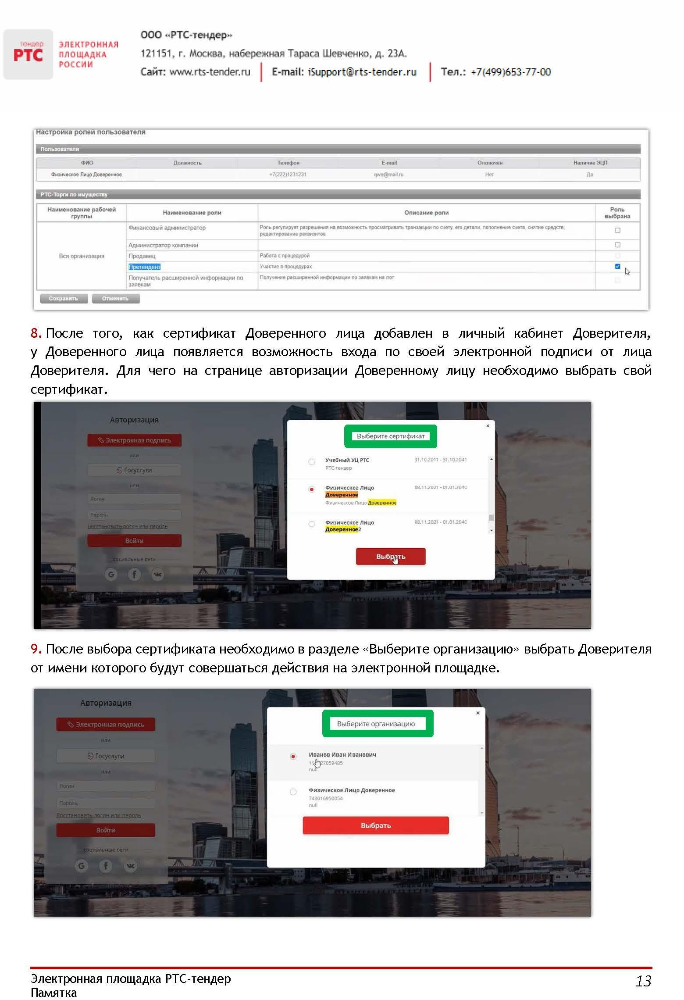 тендер
РТС
ЭЛЕКТРОННАЯ
ПЛОЩАДКА
РОССИИ
ООО «РТС-тендер»
121151, г. Москва, набережная Тараса Шевченко, д. 23А.
Сайт: www.rts-tender.ru | E-mail: iSupport@rts-tender.ru | Тел.: +7(499)653-77-00
Настройка ролей пользователя
Пользователи
ФИО Должность Телефон E-mail Отключён Наличие ЭЦП
Физическое Лицо Доверенное +7(222)1231231 qwe@mail.ru Нет Да
РТС-Торги по имуществу
Наименование рабочей группы Наименование роли Описание роли Роль выбрана
Финансовый администратор Роль регулирует разрешения на возможность просматривать транзакции по счету, его детали, пополнение счета, снятие средств,
редактирование реквизитов
Администратор компании
Вся организация Продавец Работа с процедурой
Претендент Участие в процедурах
Получатель расширенной информации по Получение расширенной информации по заявкам на лот
заявкам
Сохранить Отменить
8. После того, как сертификат Доверенного лица добавлен в личный кабинет Доверителя,
у Доверенного лица появляется возможность входа по своей электронной подписи от лица
Доверителя. Для чего на странице авторизации Доверенному лицу необходимо выбрать свой
сертификат.
Авторизация
Электронная подпись
или
Госуслуги
или
Логин
Пароль
Восстановить логин или пароль
Войти
социальные сети
Выберите сертификат
×
Учебный УЦ РТС 31.10.2011 - 31.10.2041
РТС-тендер
Физическое Лицо 08.11.2021 - 01.01.2040
Доверенное
Физическое Лицо Доверенное
Физическое Лицо 08.11.2021 - 01.01.2040
Доверенное2
Выбрать
9. После выбора сертификата необходимо в разделе «Выберите организацию» выбрать Доверителя
от имени которого будут совершаться действия на электронной площадке.
Авторизация
Электронная подпись
или
Госуслуги
или
Логин
Пароль
Восстановить логин или пароль
Войти
социальные сети
Выберите организацию
×
Иванов Иван Иванович
null
Физическое Лицо Доверенное
743016950054
null
Выбрать
Электронная площадка РТС-тендер
Памятка
13